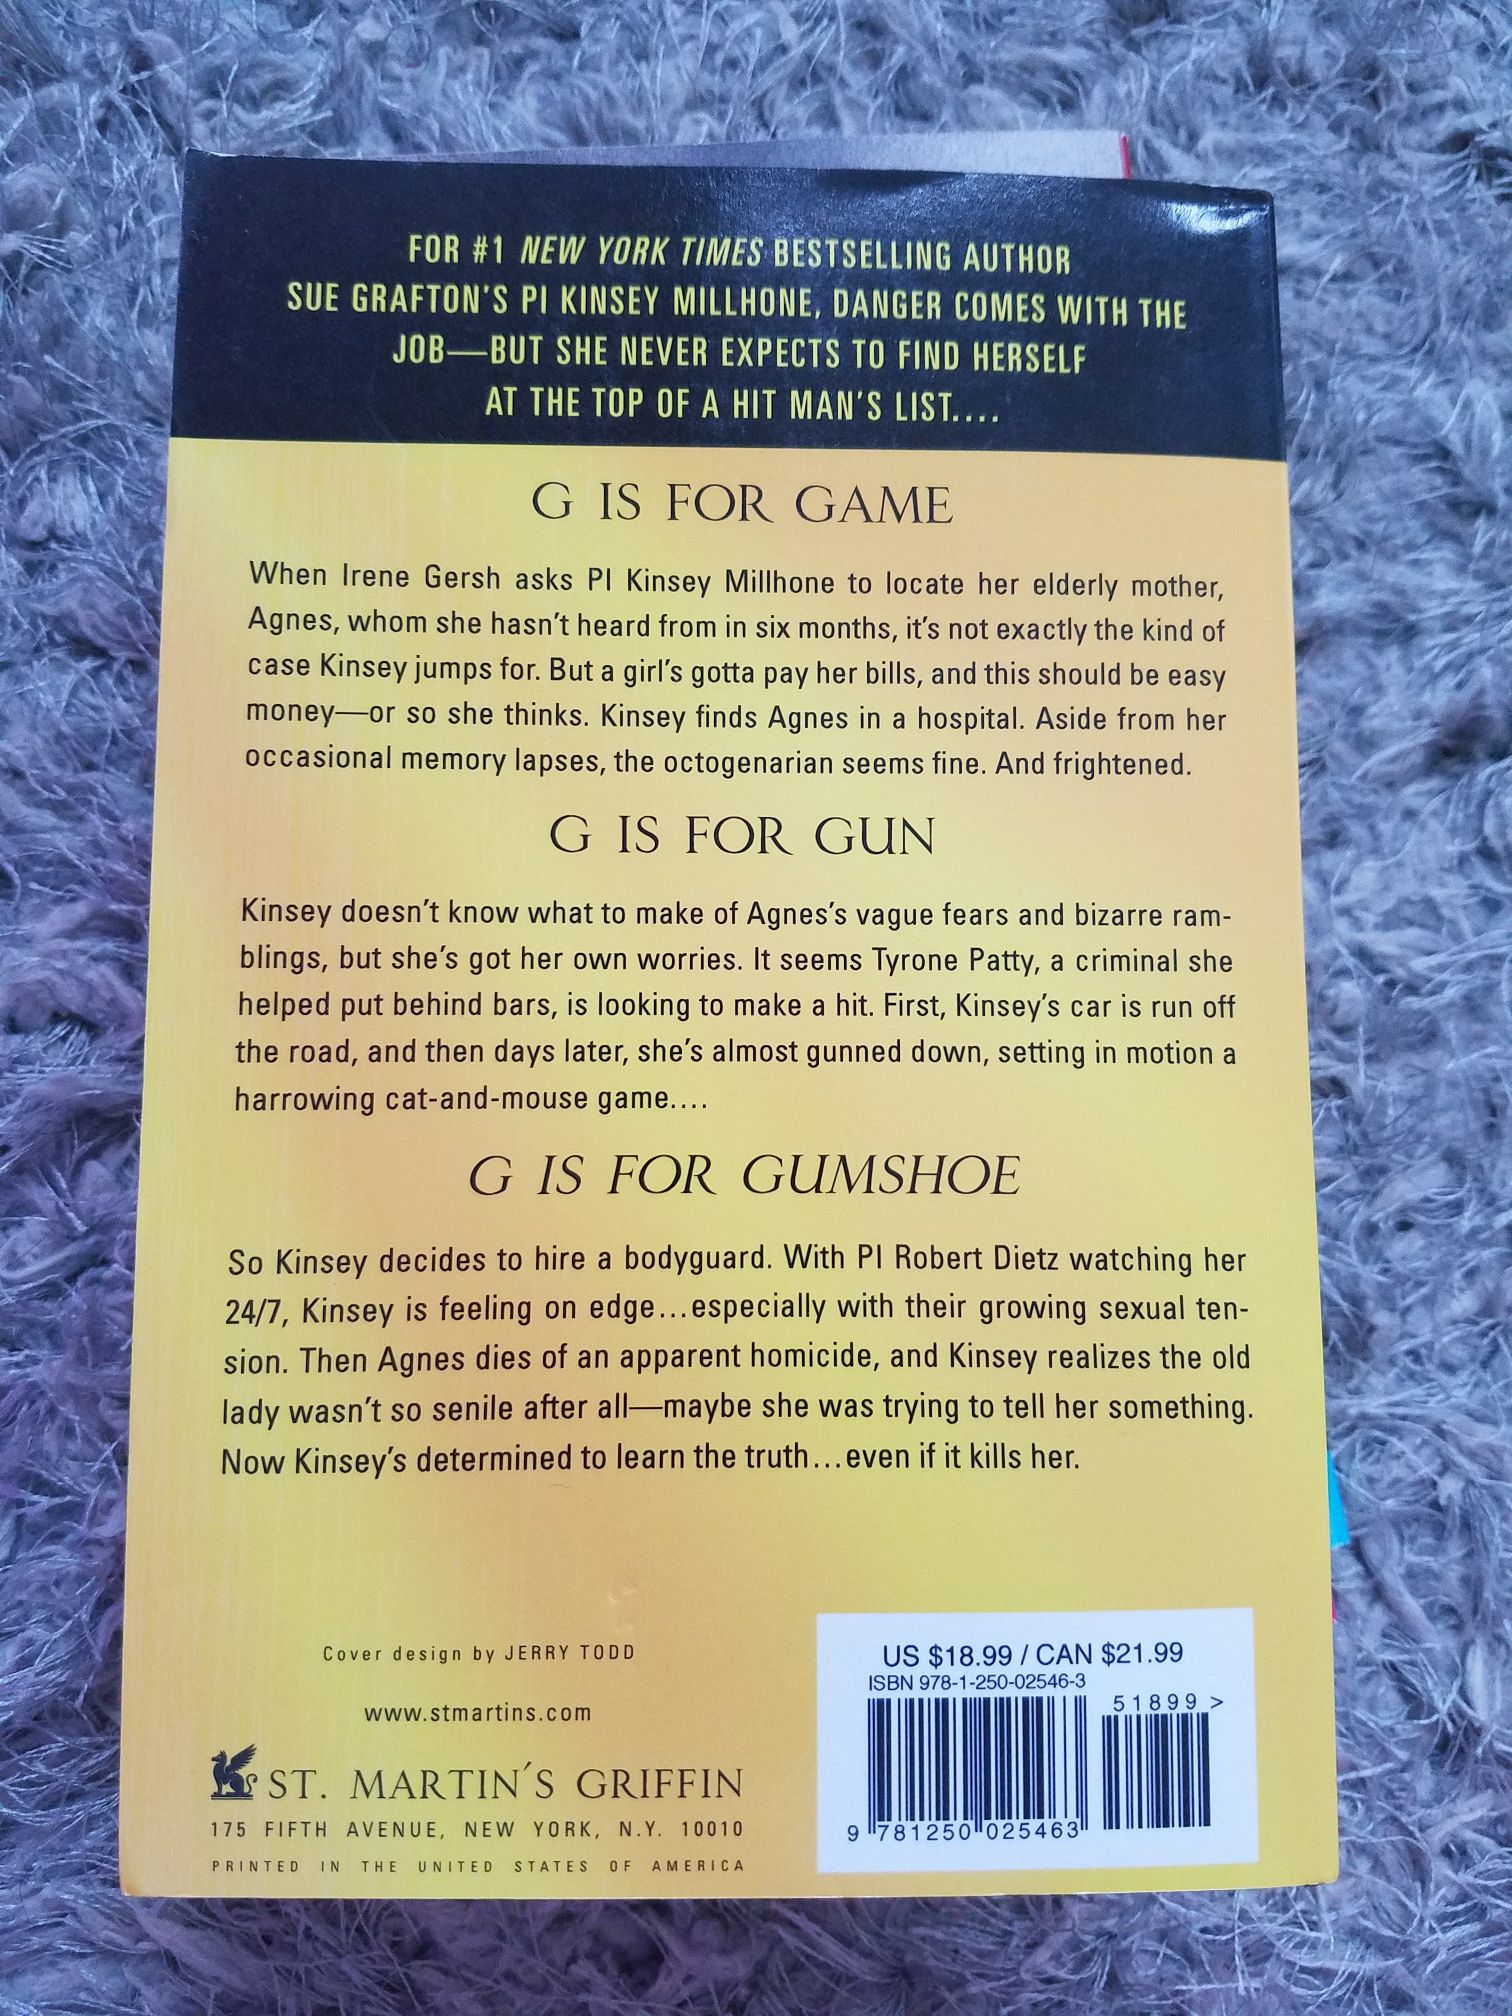 FOR #1 NEW YORK TIMES BESTSELLING AUTHOR
SUE GRAFTON'S PI KINSEY MILLHONE, DANGER COMES WITH THE
JOB—BUT SHE NEVER EXPECTS TO FIND HERSELF
AT THE TOP OF A HIT MAN'S LIST....
G IS FOR GAME
When Irene Gersh asks PI Kinsey Millhone to locate her elderly mother,
Agnes, whom she hasn't heard from in six months, it's not exactly the kind of
case Kinsey jumps for. But a girl's gotta pay her bills, and this should be easy
money—or so she thinks. Kinsey finds Agnes in a hospital. Aside from her
occasional memory lapses, the octogenarian seems fine. And frightened.
G IS FOR GUN
Kinsey doesn't know what to make of Agnes's vague fears and bizarre ram-
blings, but she's got her own worries. It seems Tyrone Patty, a criminal she
helped put behind bars, is looking to make a hit. First, Kinsey's car is run off
the road, and then days later, she's almost gunned down, setting in motion a
harrowing cat-and-mouse game....
G IS FOR GUMSHOE
So Kinsey decides to hire a bodyguard. With PI Robert Dietz watching her
24/7, Kinsey is feeling on edge...especially with their growing sexual ten-
sion. Then Agnes dies of an apparent homicide, and Kinsey realizes the old
lady wasn't so senile after all—maybe she was trying to tell her something.
Now Kinsey's determined to learn the truth...even if it kills her.
Cover design by JERRY TODD
www.stmartins.com
ST. MARTIN'S GRIFFIN
175 FIFTH AVENUE, NEW YORK, N.Y. 10010
PRINTED IN THE UNITED STATES OF AMERICA
US $18.99 / CAN $21.99
ISBN 978-1-250-02546-3
51899 >
9 781250 025463